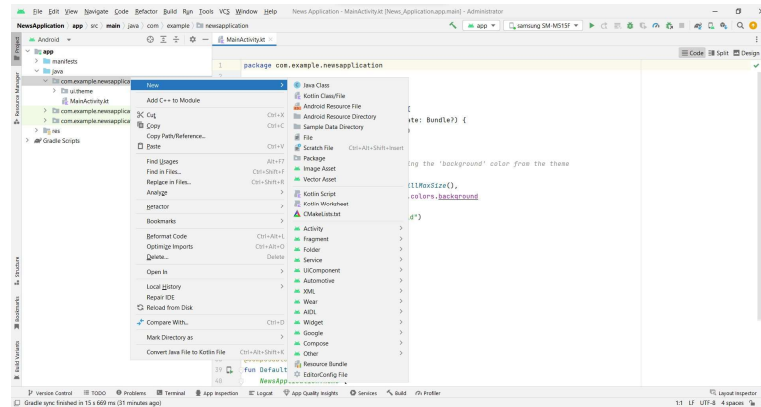 File Edit View Navigate Code Refactor Build Run Tools VCS Window Help News Application - MainActivity.kt [News_Application.app.main] - Administrator
NewsApplication app src main java com example newsapplication
app
samsung SM-M515F
Android
MainActivity.kt
Code Split Design
Project
Resource Manager
Structure
Bookmarks
Build Variants
app
manifests
java
com.example.newsapplica
ui.theme
MainActivity.kt
com.example.newsapplica
com.example.newsapplica
res
Gradle Scripts
New
Add C++ to Module
Cut Ctrl+X
Copy Ctrl+C
Copy Path/Reference...
Paste Ctrl+V
Find Usages Alt+F7
Find in Files... Ctrl+Shift+F
Replace in Files... Ctrl+Shift+R
Analyze
Refactor
Bookmarks
Reformat Code Ctrl+Alt+L
Optimize Imports Ctrl+Alt+O
Delete... Delete
Open In
Local History
Repair IDE
Reload from Disk
Compare With... Ctrl+D
Mark Directory as
Convert Java File to Kotlin File Ctrl+Alt+Shift+K
Java Class
Kotlin Class/File
Android Resource File
Android Resource Directory
Sample Data Directory
File
Scratch File Ctrl+Alt+Shift+Insert
Package
Image Asset
Vector Asset
Kotlin Script
Kotlin Worksheet
CMakeLists.txt
Activity
Fragment
Folder
Service
UiComponent
Automotive
XML
Wear
AIDL
Widget
Google
Compose
Other
Resource Bundle
EditorConfig File
1 package com.example.newsapplication
{
ate: Bundle?) {
ing the 'background' color from the theme
llMaxSize(),
.colors.background
d")
39 fun Default
40
Version Control TODO Problems Terminal App Inspection Logcat App Quality Insights Services Build Profiler Layout Inspector
Gradle sync finished in 15 s 669 ms (31 minutes ago) 1:1 LF UTF-8 4 spaces